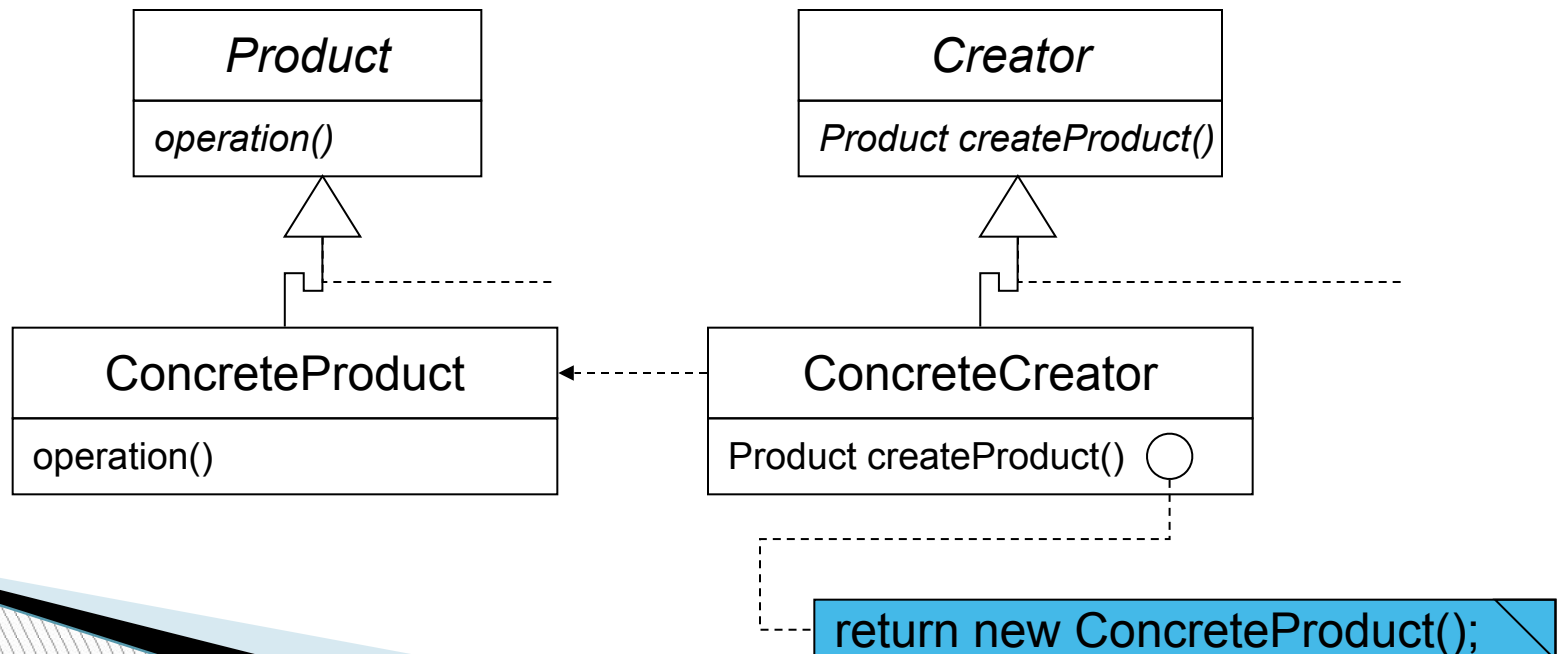 Product
operation()
Creator
Product createProduct()
ConcreteProduct
operation()
ConcreteCreator
Product createProduct()
return new ConcreteProduct();